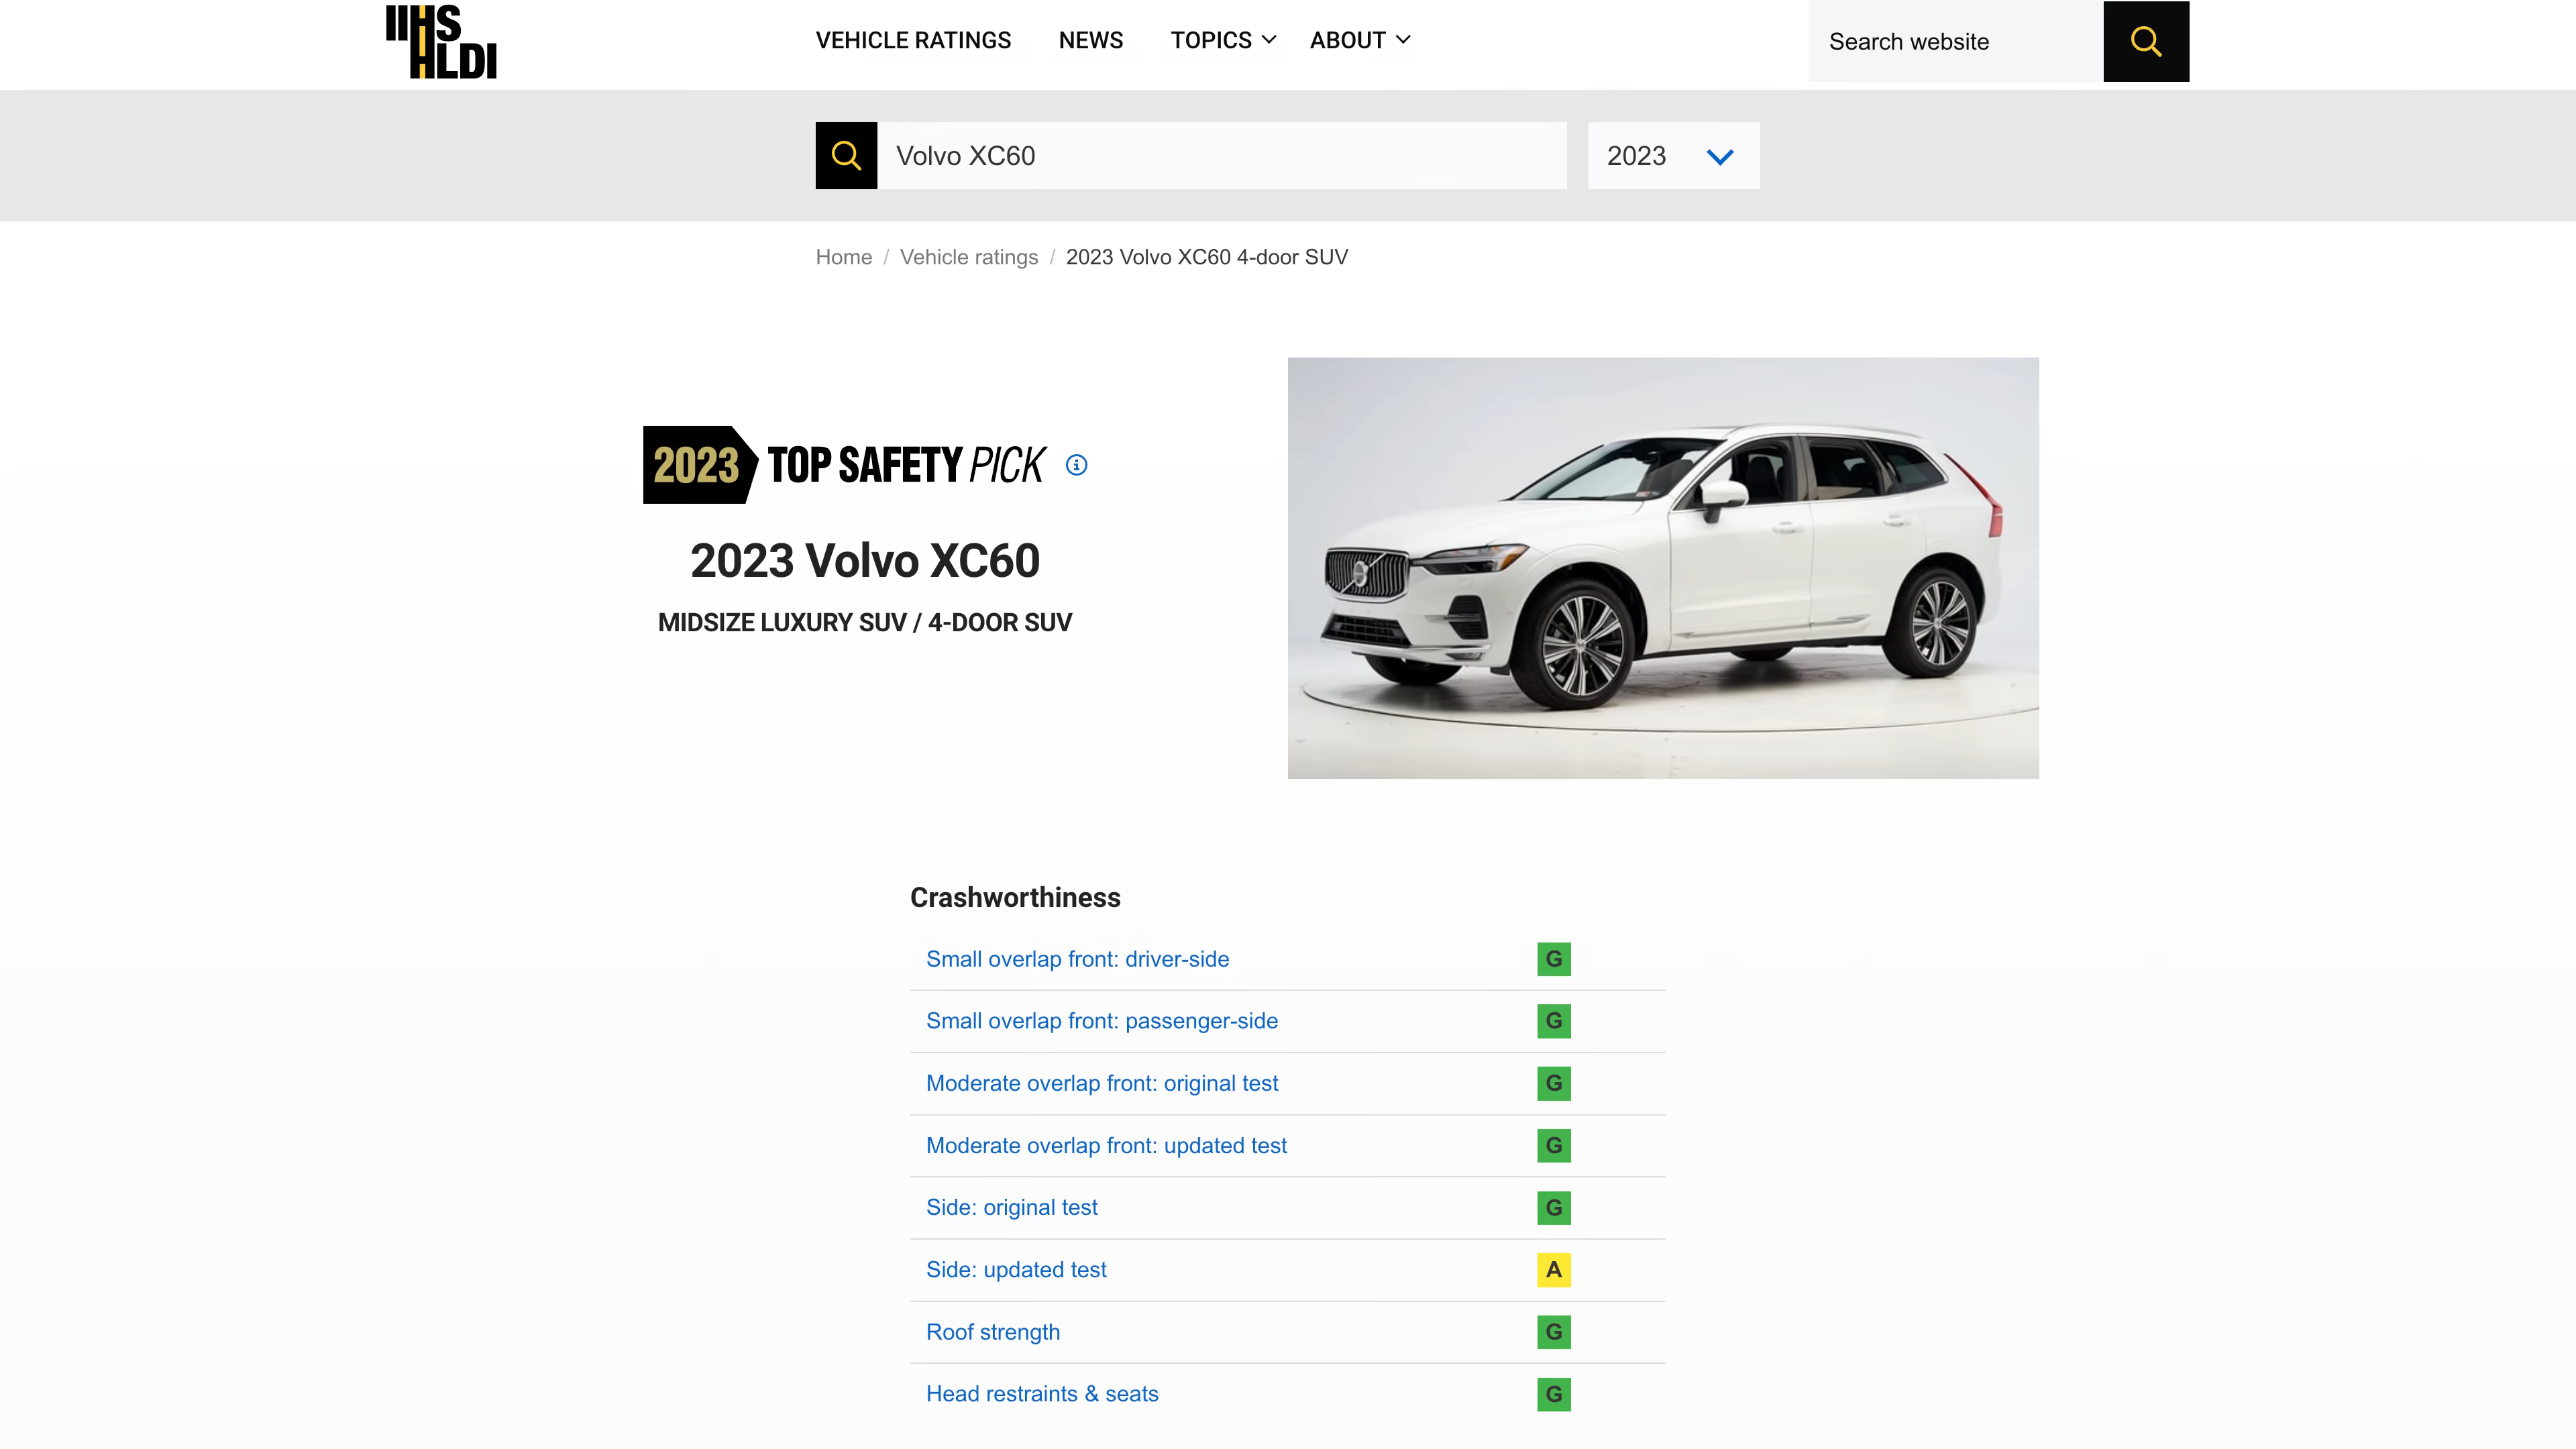 IIHS
HLDI
VEHICLE RATINGS NEWS TOPICS ABOUT
Search website
Volvo XC60
2023
Home / Vehicle ratings / 2023 Volvo XC60 4-door SUV
2023 TOP SAFETY PICK
2023 Volvo XC60
MIDSIZE LUXURY SUV / 4-DOOR SUV
Crashworthiness
Small overlap front: driver-side G
Small overlap front: passenger-side G
Moderate overlap front: original test G
Moderate overlap front: updated test G
Side: original test G
Side: updated test A
Roof strength G
Head restraints & seats G